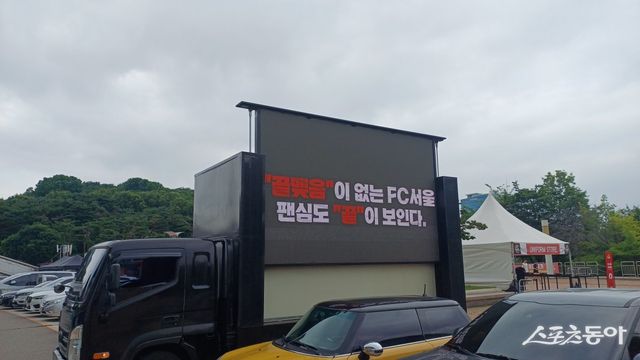 "끝맺음"이 없는 FC서울
팬심도 "끝"이 보인다.
UNIFORM STORE
스포츠동아